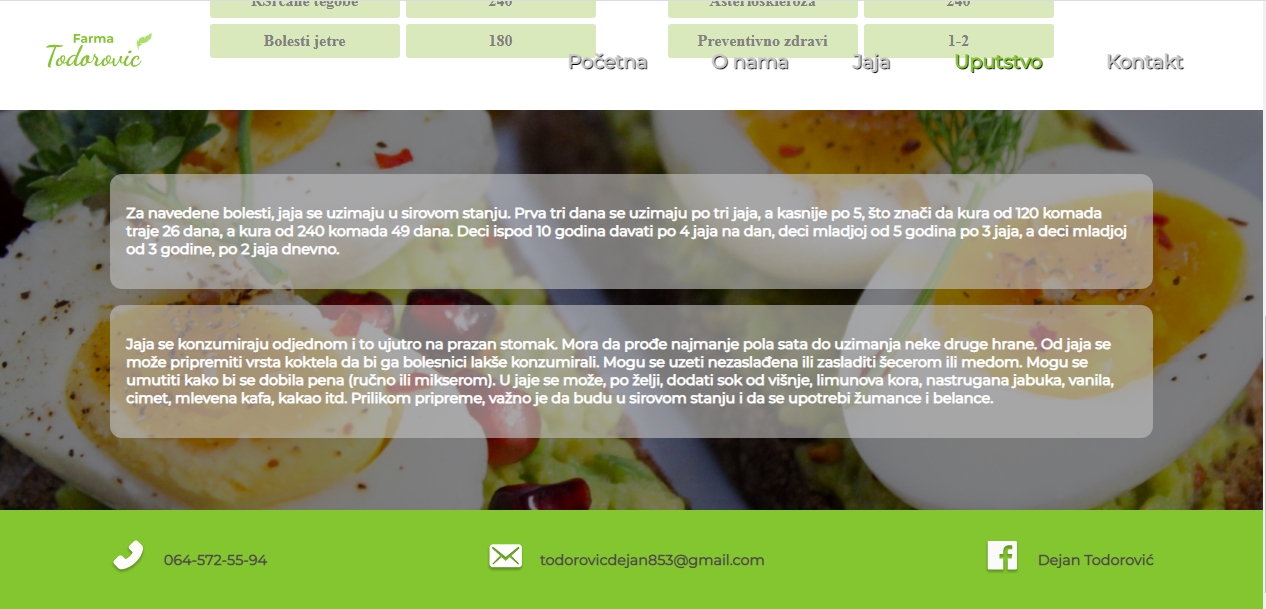 KSrčane tegobe 240 Asterioskleroza 240
Farma
Todorović
Bolesti jetre 180 Preventivno zdravi 1-2
Početna O nama Jaja Uputstvo Kontakt
Za navedene bolesti, jaja se uzimaju u sirovom stanju. Prva tri dana se uzimaju po tri jaja, a kasnije po 5, što znači da kura od 120 komada
traje 26 dana, a kura od 240 komada 49 dana. Deci ispod 10 godina davati po 4 jaja na dan, deci mladjoj od 5 godina po 3 jaja, a deci mladjoj
od 3 godine, po 2 jaja dnevno.
Jaja se konzumiraju odjednom i to ujutro na prazan stomak. Mora da prođe najmanje pola sata do uzimanja neke druge hrane. Od jaja se
može pripremiti vrsta koktela da bi ga bolesnici lakše konzumirali. Mogu se uzeti nezaslađena ili zasladiti šecerom ili medom. Mogu se
umutiti kako bi se dobila pena (ručno ili mikserom). U jaje se može, po želji, dodati sok od višnje, limunova kora, nastrugana jabuka, vanila,
cimet, mlevena kafa, kakao itd. Prilikom pripreme, važno je da budu u sirovom stanju i da se upotrebi žumance i belance.
064-572-55-94 todorovicdejan853@gmail.com Dejan Todorović